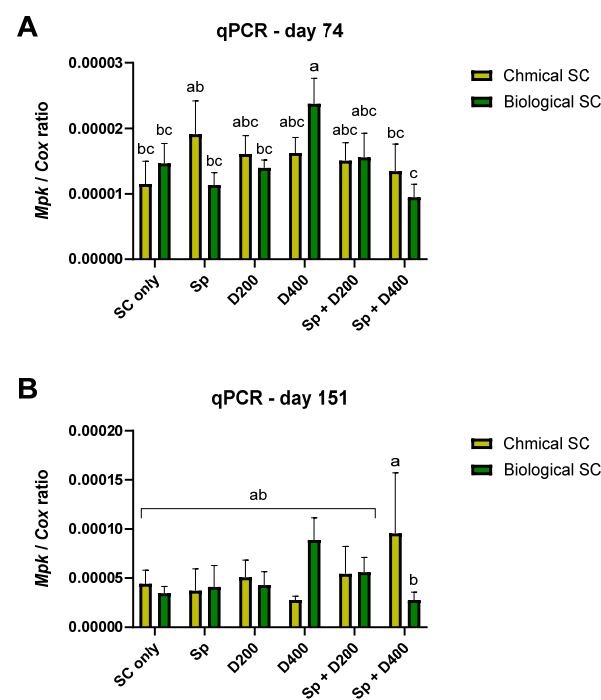 A
qPCR - day 74
Mpk / Cox ratio
0.00003
0.00002
0.00001
0.00000
bc bc ab bc abc bc abc a abc abc bc c
SC only Sp D200 D400 Sp + D200 Sp + D400
Chmical SC
Biological SC
B
qPCR - day 151
Mpk / Cox ratio
0.00020
0.00015
0.00010
0.00005
0.00000
ab a b
SC only Sp D200 D400 Sp + D200 Sp + D400
Chmical SC
Biological SC